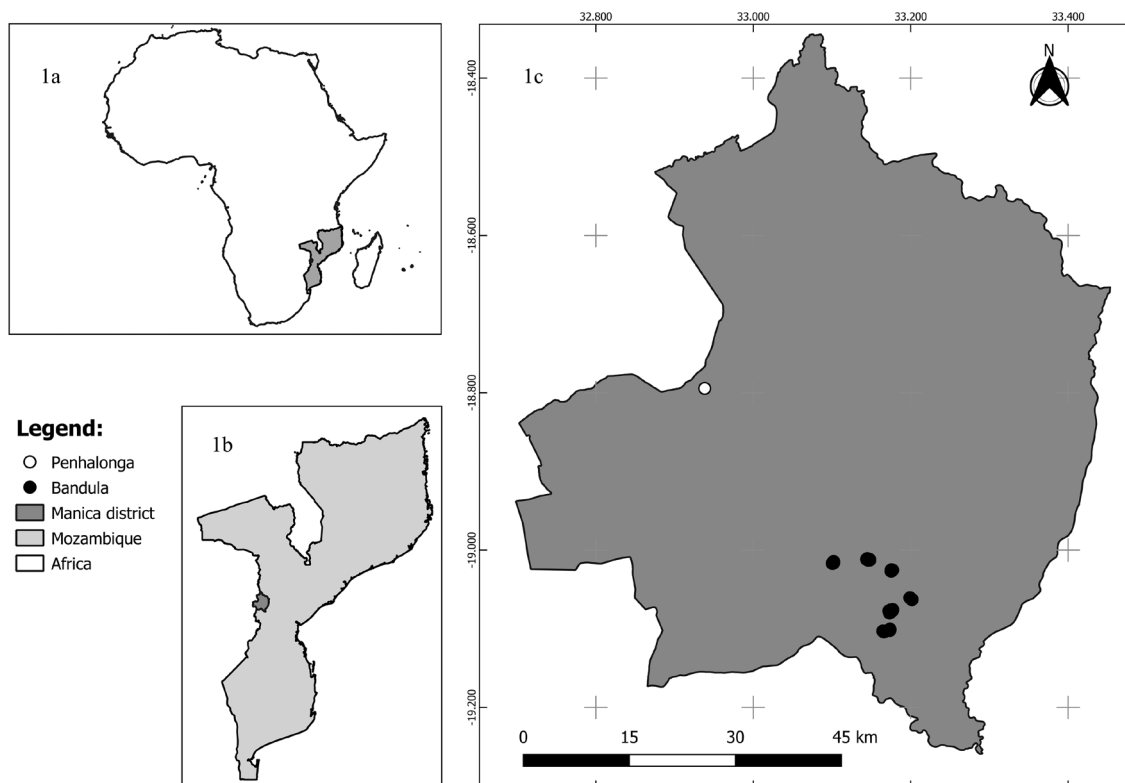 1a
Legend:
Penhalonga
Bandula
Manica district
Mozambique
Africa
1b
32.800 33.000 33.200 33.400
1c
N
-18.400
-18.600
-18.800
-19.000
-19.200
0 15 30 45 km